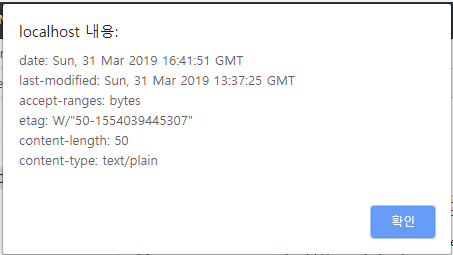 localhost 내용:
date: Sun, 31 Mar 2019 16:41:51 GMT
last-modified: Sun, 31 Mar 2019 13:37:25 GMT
accept-ranges: bytes
etag: W/"50-1554039445307"
content-length: 50
content-type: text/plain
확인